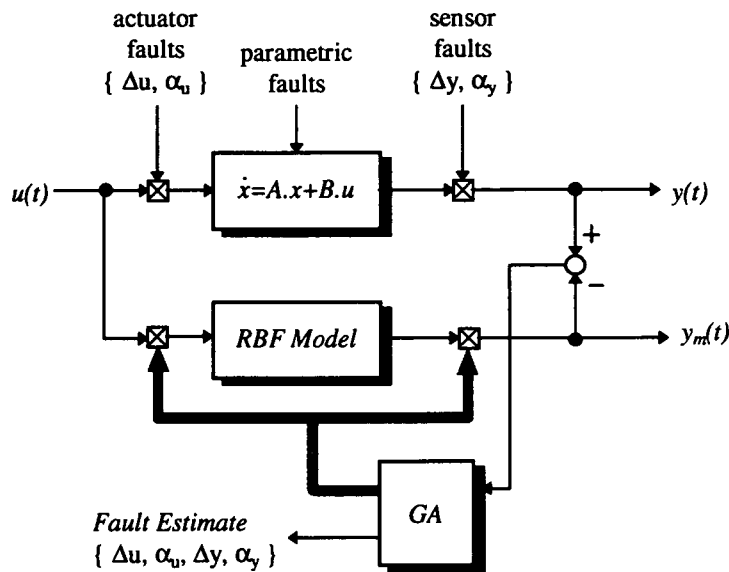 actuator
faults
{ Δu, αu }
parametric
faults
sensor
faults
{ Δy, αy }
u(t)
ẋ=A.x+B.u
y(t)
+
−
RBF Model
ym(t)
GA
Fault Estimate
{ Δu, αu, Δy, αy }